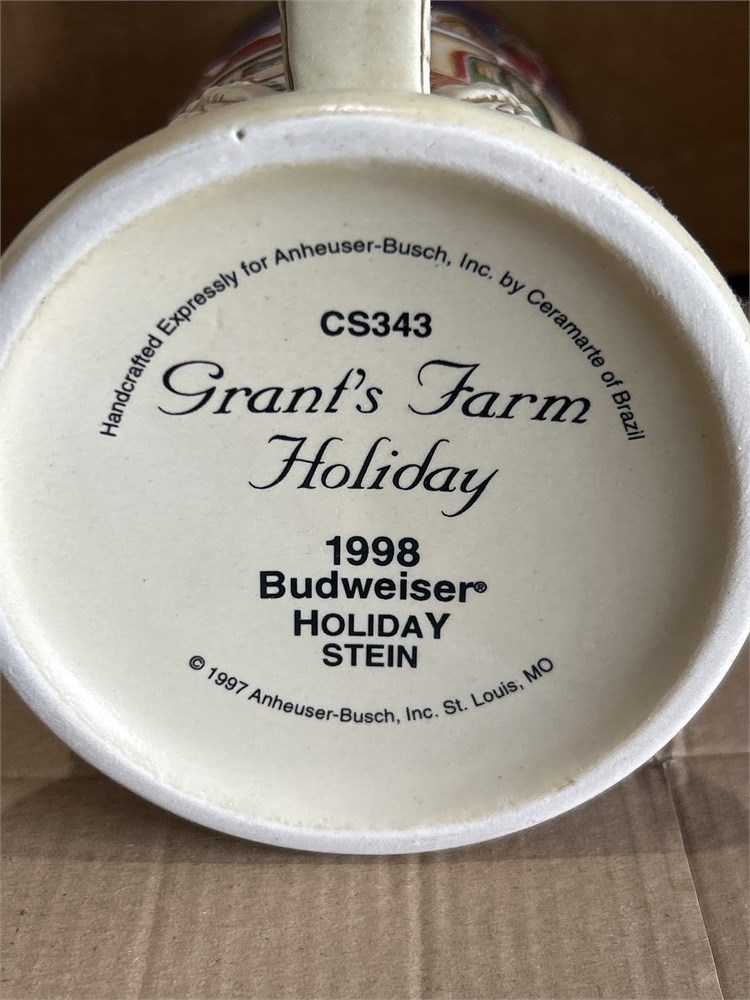 Handcrafted Expressly for Anheuser-Busch, Inc. by Ceramarte of Brazil
CS343
Grant's Farm
Holiday
1998
Budweiser®
HOLIDAY
STEIN
© 1997 Anheuser-Busch, Inc. St. Louis, MO